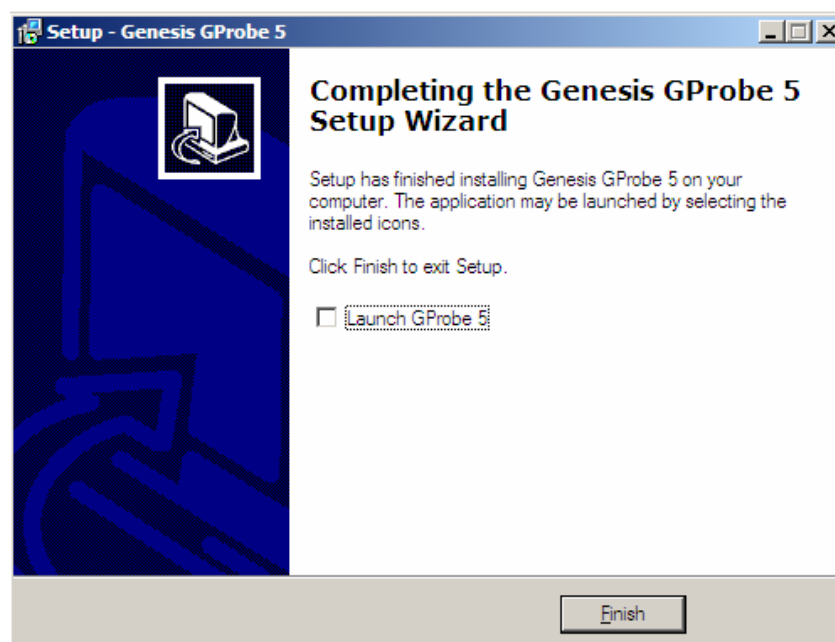 Setup - Genesis GProbe 5
Completing the Genesis GProbe 5
Setup Wizard
Setup has finished installing Genesis GProbe 5 on your
computer. The application may be launched by selecting the
installed icons.
Click Finish to exit Setup.
Launch GProbe 5
Finish